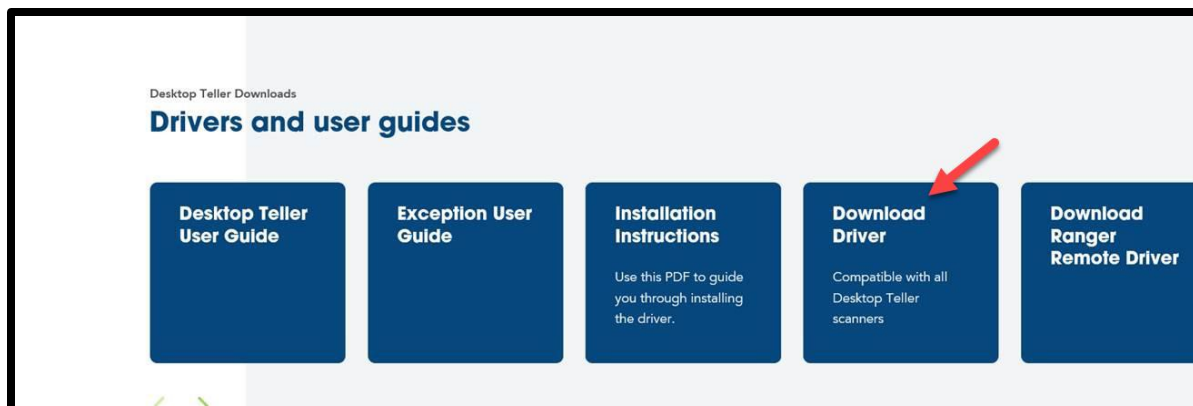 Desktop Teller Downloads
Drivers and user guides
Desktop Teller
User Guide
Exception User
Guide
Installation
Instructions
Use this PDF to guide
you through installing
the driver.
Download
Driver
Compatible with all
Desktop Teller
scanners
Download
Ranger
Remote Driver